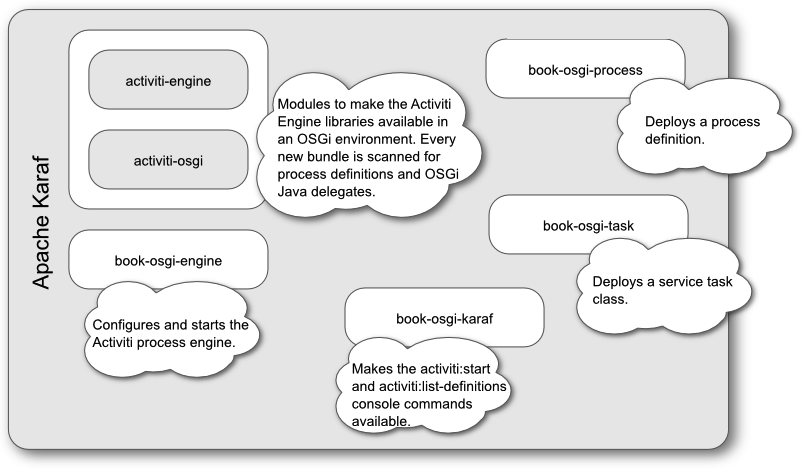 Apache Karaf
activiti-engine
activiti-osgi
Modules to make the Activiti
Engine libraries available in
an OSGi environment. Every
new bundle is scanned for
process definitions and OSGi
Java delegates.
book-osgi-process
Deploys a process
definition.
book-osgi-task
Deploys a service task
class.
book-osgi-engine
Configures and starts the
Activiti process engine.
book-osgi-karaf
Makes the activiti:start
and activiti:list-definitions
console commands
available.